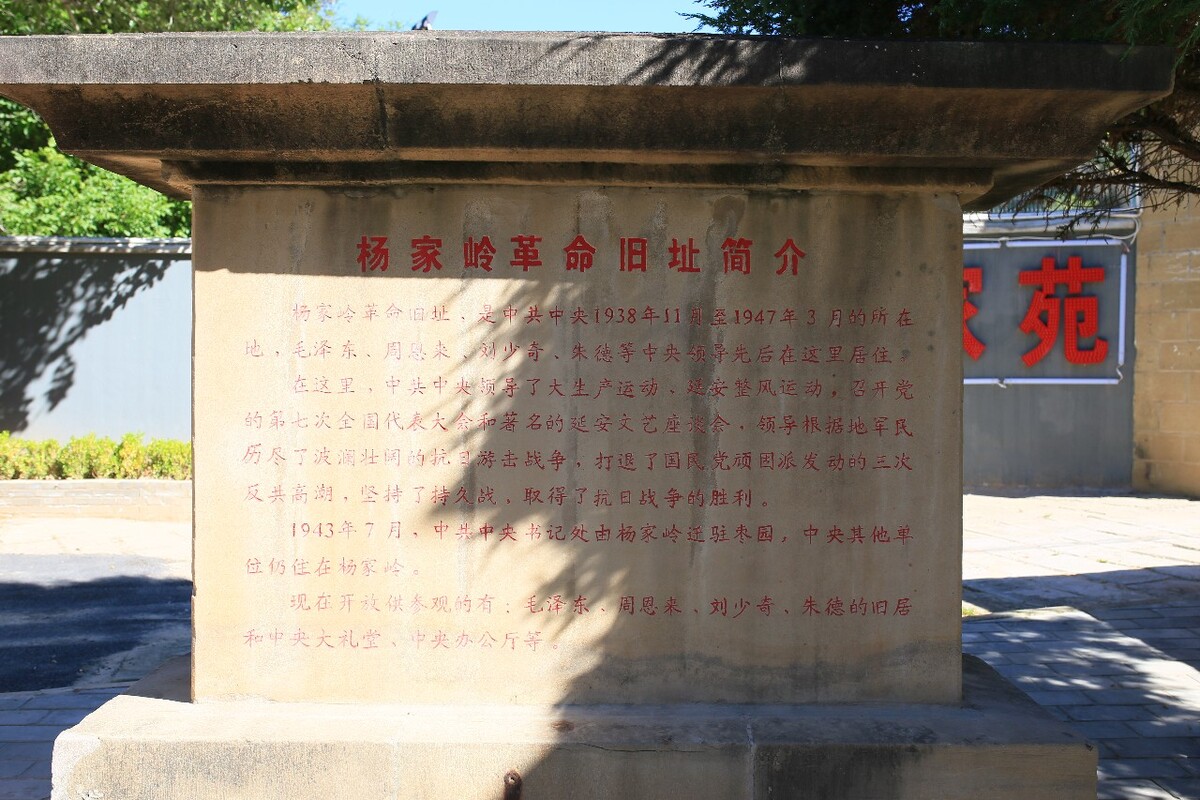 杨家岭革命旧址简介
杨家岭革命旧址、是中共中央1938年11月至1947年3月的所在
地,毛泽东、周恩来、刘少奇、朱德等中央领导先后在这里居住。
在这里,中共中央领导了大生产运动、延安整风运动,召开党
的第七次全国代表大会和著名的延安文艺座谈会,领导根据地军民
历尽了波澜壮阔的抗日游击战争,打退了国民党顽固派发动的三次
反共高潮,坚持了持久战,取得了抗日战争的胜利。
1943年7月,中共中央书记处由杨家岭迁驻枣园,中央其他单
位仍住在杨家岭。
现在开放供参观的有:毛泽东、周恩来、刘少奇、朱德的旧居
和中央大礼堂、中央办公厅等。
家苑